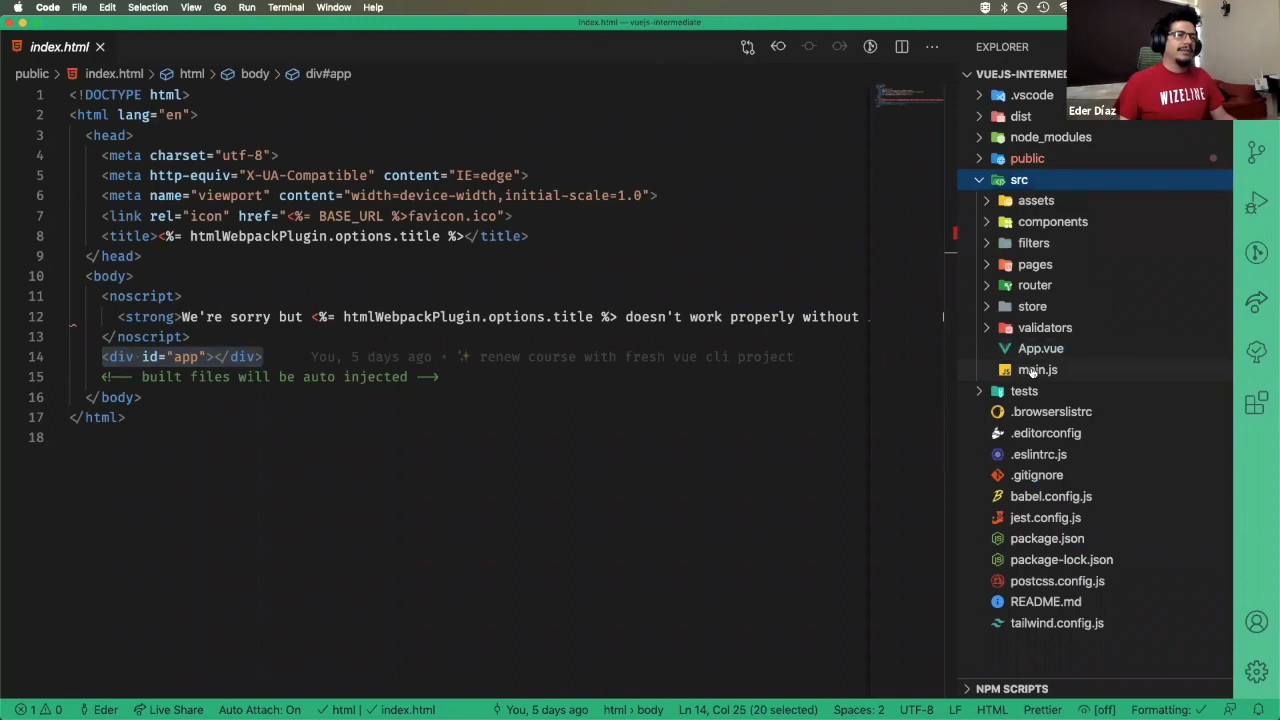 Code File Edit Selection View Go Run Terminal Window Help
index.html — vuejs-intermediate
index.html
public > index.html > html > body > div#app
1 <!DOCTYPE html>
2 <html lang="en">
3 <head>
4 <meta charset="utf-8">
5 <meta http-equiv="X-UA-Compatible" content="IE=edge">
6 <meta name="viewport" content="width=device-width,initial-scale=1.0">
7 <link rel="icon" href="<%= BASE_URL %>favicon.ico">
8 <title><%= htmlWebpackPlugin.options.title %></title>
9 </head>
10 <body>
11 <noscript>
12 <strong>We're sorry but <%= htmlWebpackPlugin.options.title %> doesn't work properly without
13 </noscript>
14 <div id="app"></div> You, 5 days ago • ✨ renew course with fresh vue cli project
15 <!-- built files will be auto injected -->
16 </body>
17 </html>
18
EXPLORER
VUEJS-INTERMED
.vscode
dist
node_modules
public
src
assets
components
filters
pages
router
store
validators
App.vue
main.js
tests
.browserslistrc
.editorconfig
.eslintrc.js
.gitignore
babel.config.js
jest.config.js
package.json
package-lock.json
postcss.config.js
README.md
tailwind.config.js
NPM SCRIPTS
WIZELINE
Eder Díaz
1 0 Eder Live Share Auto Attach: On ✓ html | ✓ index.html You, 5 days ago html › body Ln 14, Col 25 (20 selected) Spaces: 2 UTF-8 LF HTML Prettier [off] Formatting: ✓